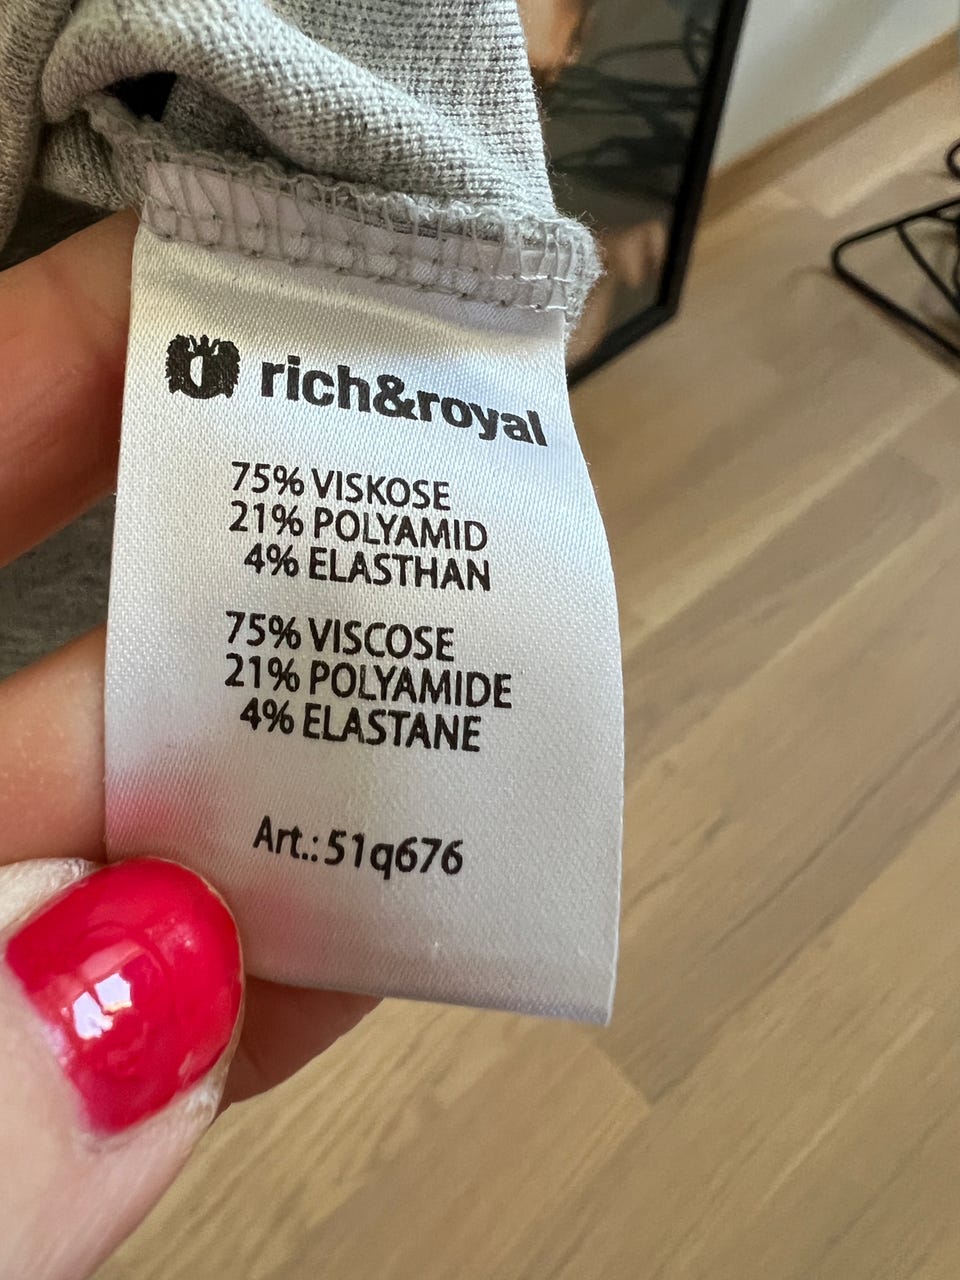 rich&royal
75% VISKOSE
21% POLYAMID
4% ELASTHAN
75% VISCOSE
21% POLYAMIDE
4% ELASTANE
Art.: 51q676